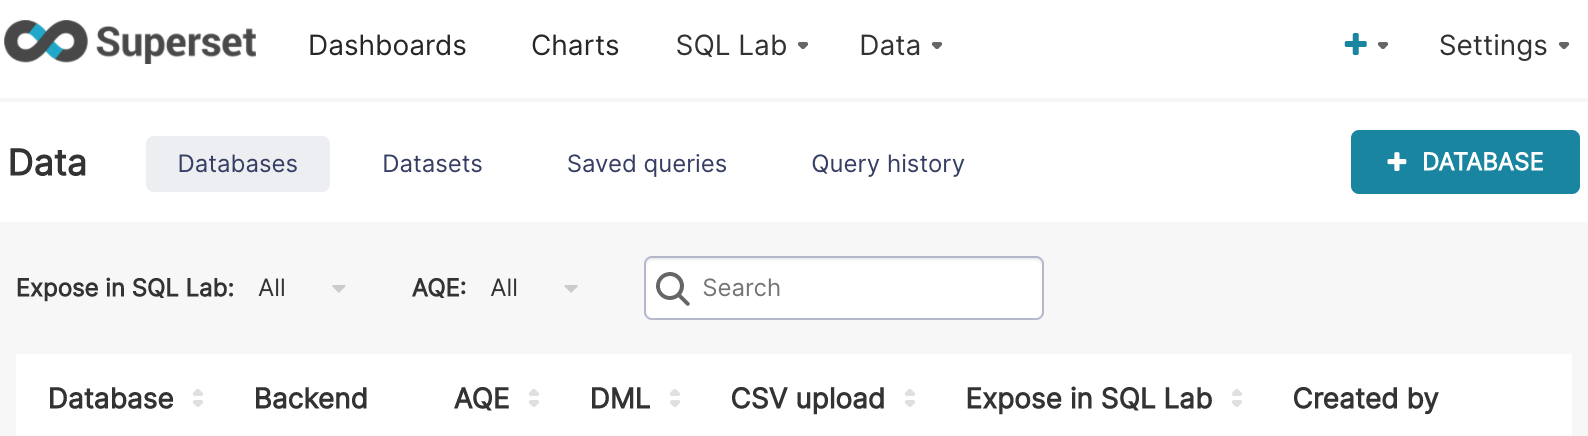 Superset Dashboards Charts SQL Lab Data Settings
Data Databases Datasets Saved queries Query history + DATABASE
Expose in SQL Lab: All AQE: All Search
Database Backend AQE DML CSV upload Expose in SQL Lab Created by